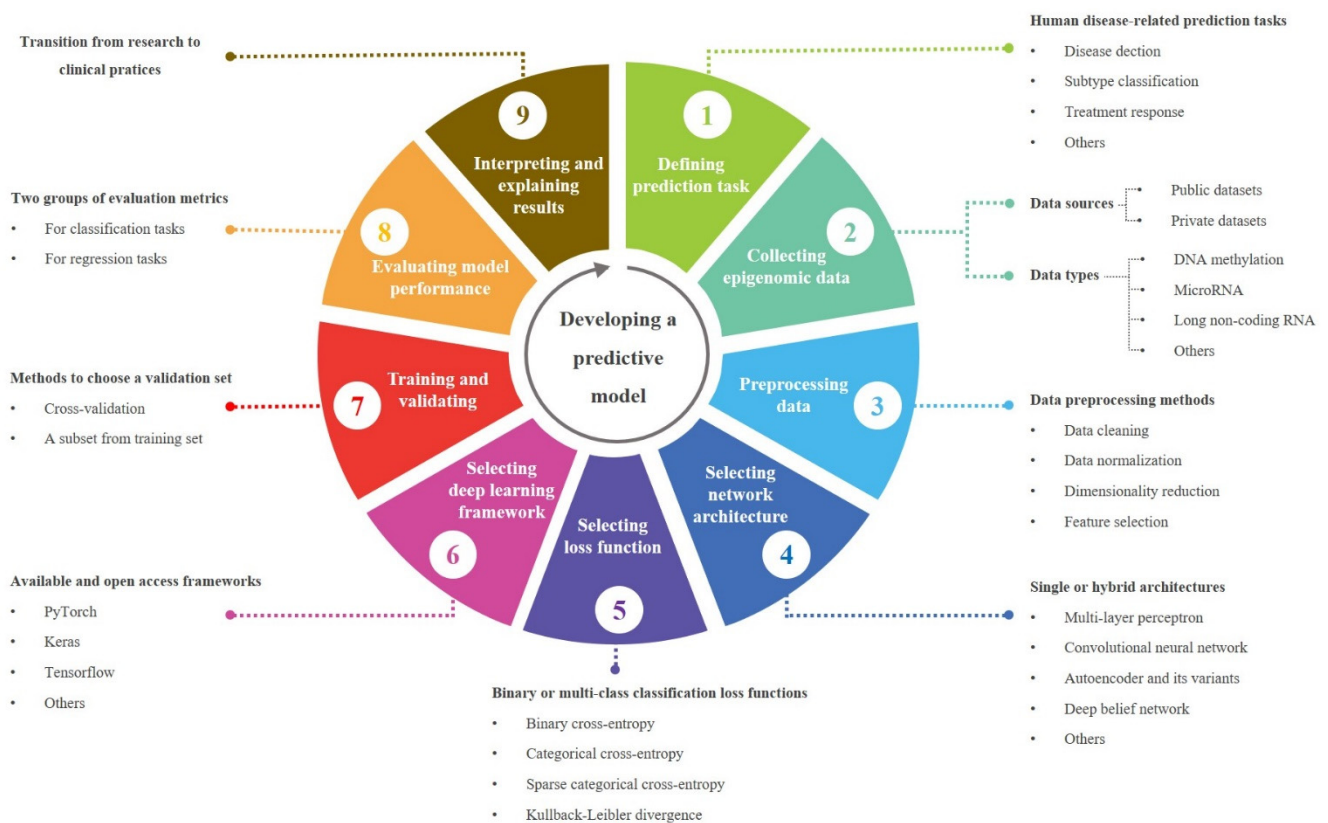 Transition from research to
clinical pratices
Two groups of evaluation metrics
• For classification tasks
• For regression tasks
Methods to choose a validation set
• Cross-validation
• A subset from training set
Available and open access frameworks
• PyTorch
• Keras
• Tensorflow
• Others
Developing a
predictive
model
1
Defining
prediction task
2
Collecting
epigenomic data
3
Preprocessing
data
4
Selecting
network
architecture
5
Selecting
loss function
6
Selecting
deep learning
framework
7
Training and
validating
8
Evaluating model
performance
9
Interpreting and
explaining
results
Human disease-related prediction tasks
• Disease dection
• Subtype classification
• Treatment response
• Others
Data sources
• Public datasets
• Private datasets
Data types
• DNA methylation
• MicroRNA
• Long non-coding RNA
• Others
Data preprocessing methods
• Data cleaning
• Data normalization
• Dimensionality reduction
• Feature selection
Single or hybrid architectures
• Multi-layer perceptron
• Convolutional neural network
• Autoencoder and its variants
• Deep belief network
• Others
Binary or multi-class classification loss functions
• Binary cross-entropy
• Categorical cross-entropy
• Sparse categorical cross-entropy
• Kullback-Leibler divergence